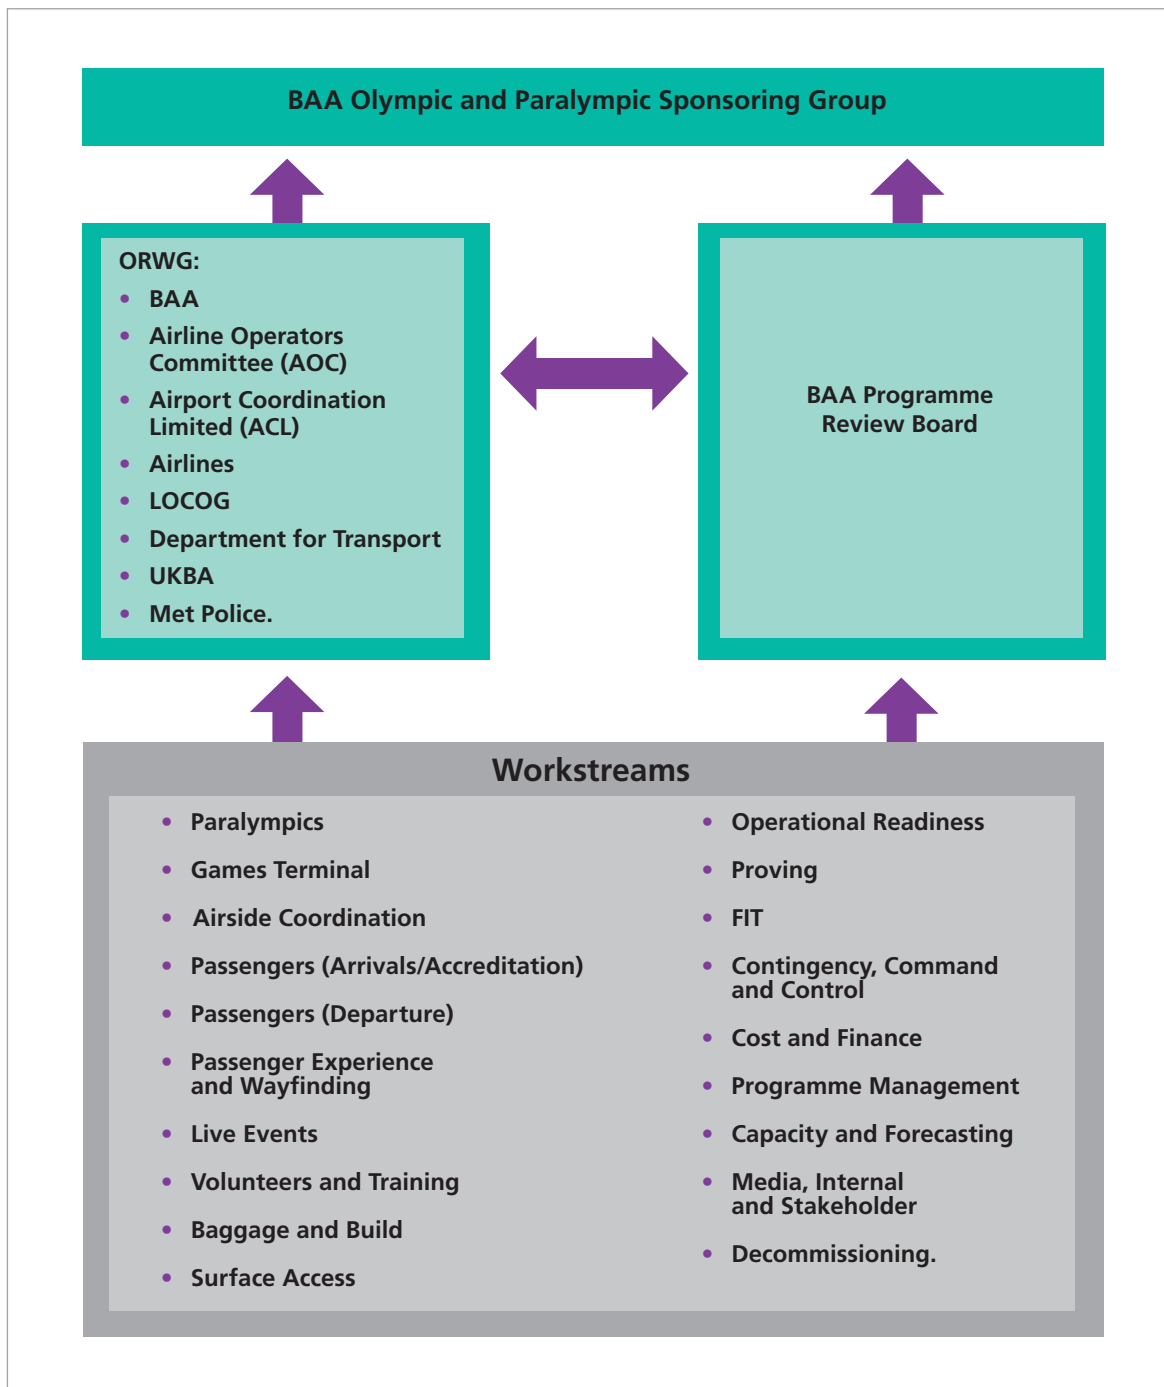 BAA Olympic and Paralympic Sponsoring Group
ORWG:
• BAA
• Airline Operators
Committee (AOC)
• Airport Coordination
Limited (ACL)
• Airlines
• LOCOG
• Department for Transport
• UKBA
• Met Police.
BAA Programme
Review Board
Workstreams
• Paralympics
• Games Terminal
• Airside Coordination
• Passengers (Arrivals/Accreditation)
• Passengers (Departure)
• Passenger Experience
and Wayfinding
• Live Events
• Volunteers and Training
• Baggage and Build
• Surface Access
• Operational Readiness
• Proving
• FIT
• Contingency, Command
and Control
• Cost and Finance
• Programme Management
• Capacity and Forecasting
• Media, Internal
and Stakeholder
• Decommissioning.